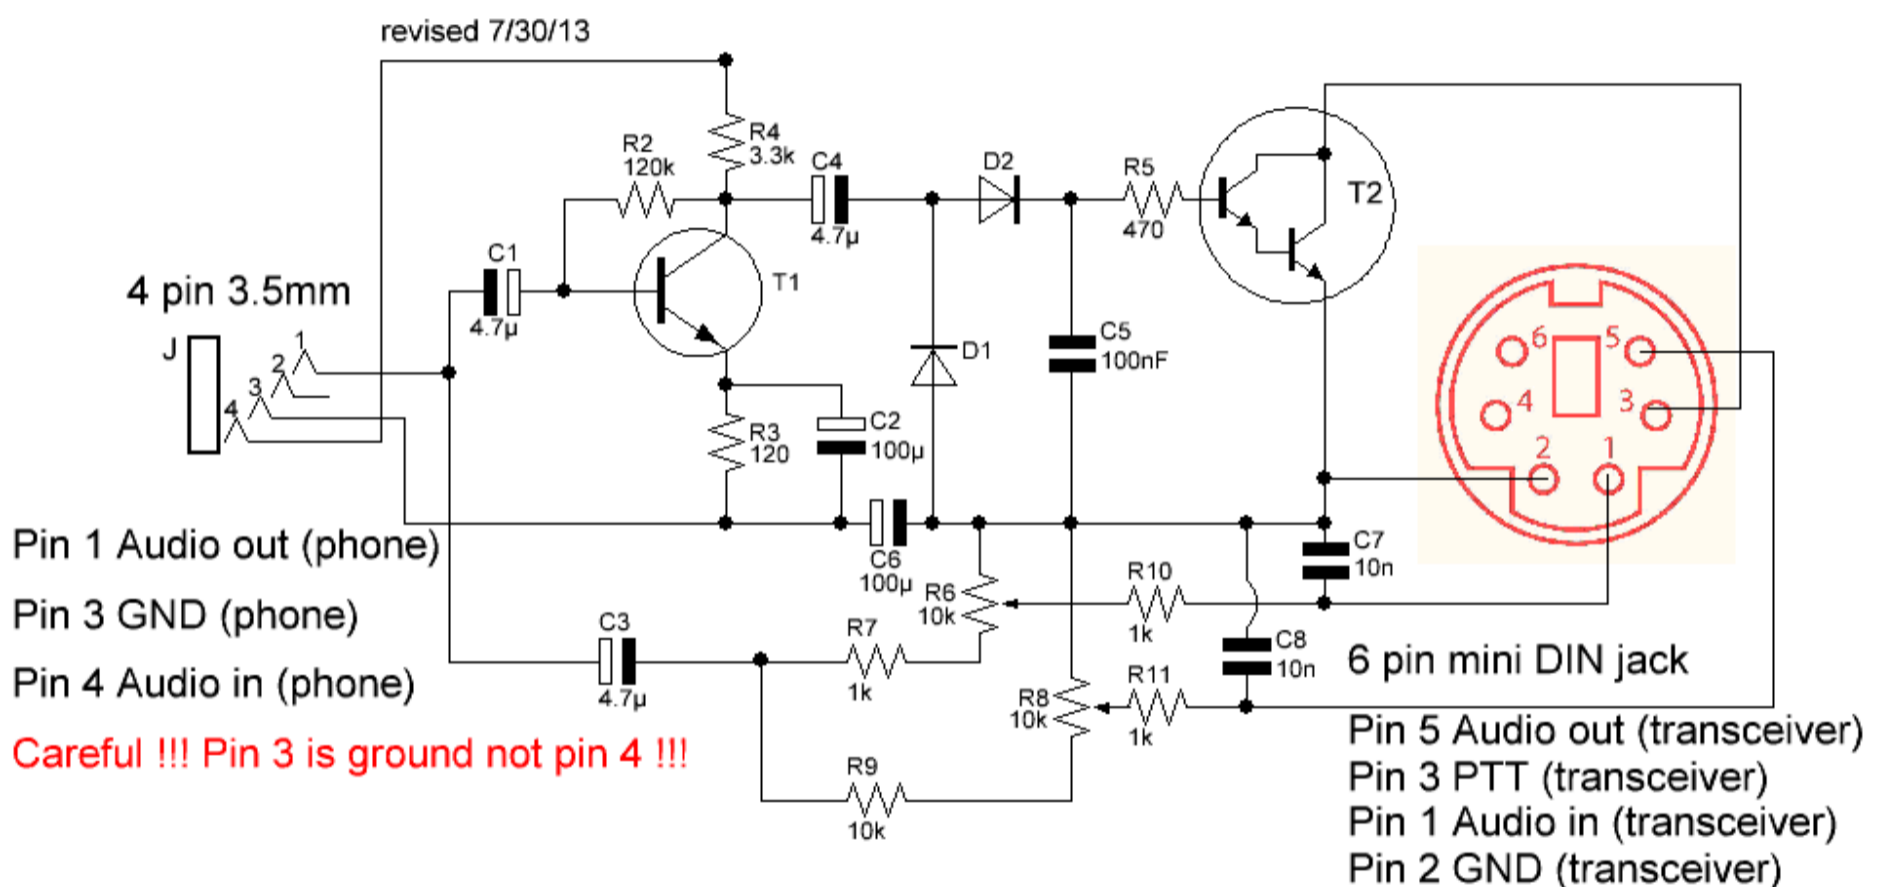 revised 7/30/13
R4
3.3k
R2
120k
C4
4.7µ
D2
R5
470
T2
C1
4.7µ
T1
4 pin 3.5mm
J
1
2
3
4
D1
C5
100nF
6
5
4
3
2
1
R3
120
C2
100µ
C6
100µ
Pin 1 Audio out (phone)
Pin 3 GND (phone)
Pin 4 Audio in (phone)
Careful !!! Pin 3 is ground not pin 4 !!!
C3
4.7µ
R7
1k
R6
10k
R10
1k
C7
10n
C8
10n
R8
10k
R11
1k
R9
10k
6 pin mini DIN jack
Pin 5 Audio out (transceiver)
Pin 3 PTT (transceiver)
Pin 1 Audio in (transceiver)
Pin 2 GND (transceiver)